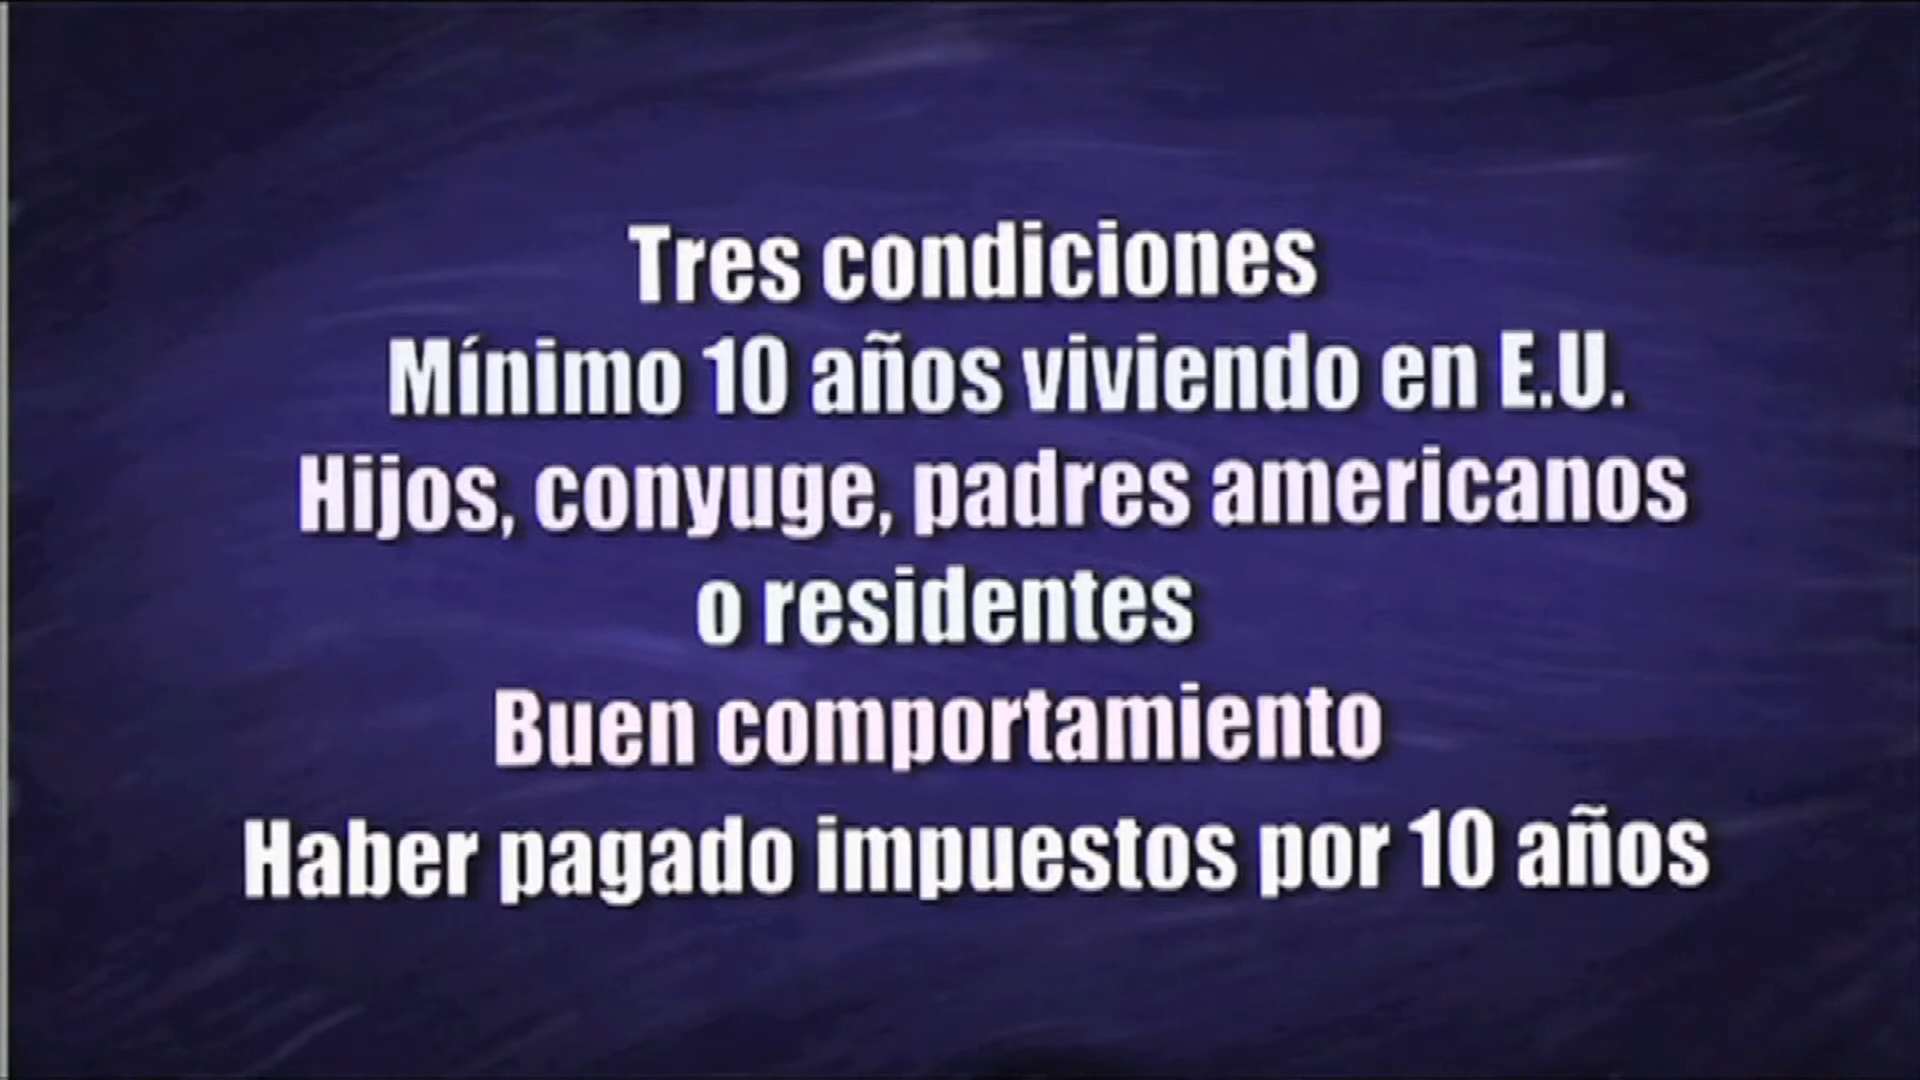 Tres condiciones
Mínimo 10 años viviendo en E.U.
Hijos, conyuge, padres americanos
o residentes
Buen comportamiento
Haber pagado impuestos por 10 años